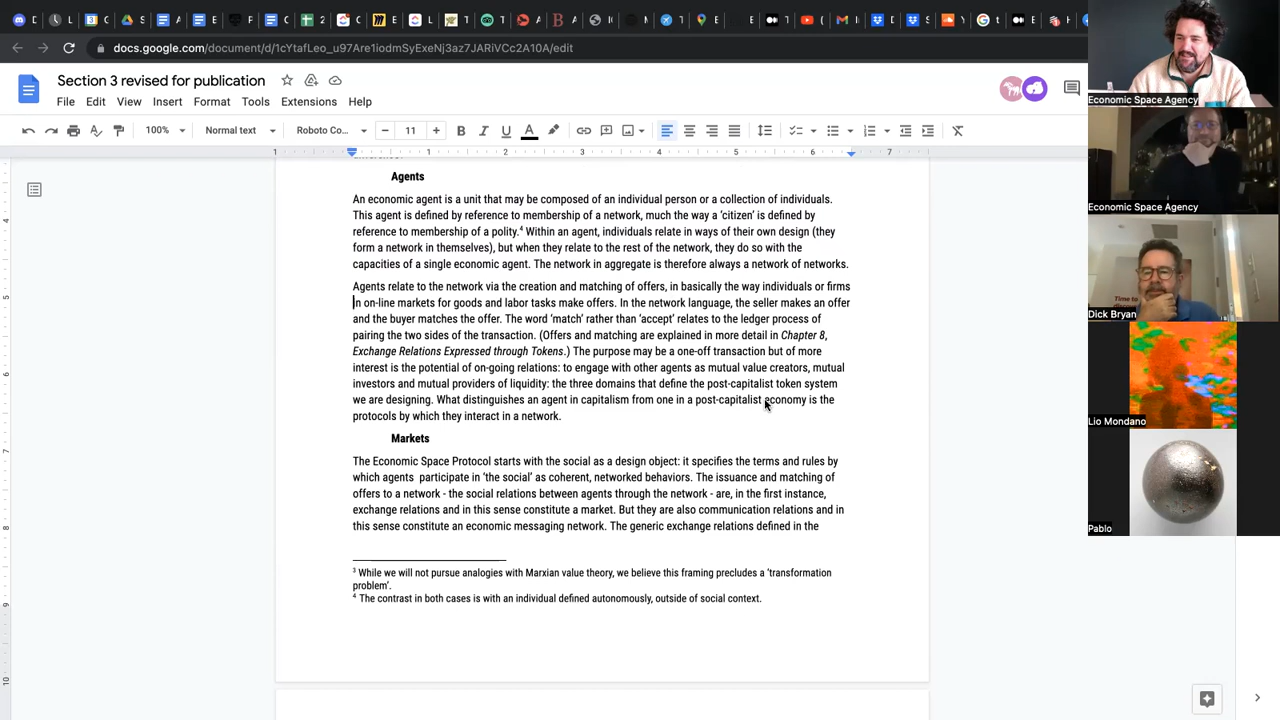 docs.google.com/document/d/1cYtafLeo_u97Are1iodmSyExeNj3az7JARiVCc2A10A/edit
Section 3 revised for publication
File Edit View Insert Format Extensions Tools Help
100% Normal text Roboto Co... 11
1 1 2 3 4 5 6 7
Agents
An economic agent is a unit that may be composed of an individual person or a collection of individuals.
This agent is defined by reference to membership of a network, much the way a ‘citizen’ is defined by
reference to membership of a polity.⁴ Within an agent, individuals relate in ways of their own design (they
form a network in themselves), but when they relate to the rest of the network, they do so with the
capacities of a single economic agent. The network in aggregate is therefore always a network of networks.
Agents relate to the network via the creation and matching of offers, in basically the way individuals or firms
in on-line markets for goods and labor tasks make offers. In the network language, the seller makes an offer
and the buyer matches the offer. The word ‘match’ rather than ‘accept’ relates to the ledger process of
pairing the two sides of the transaction. (Offers and matching are explained in more detail in Chapter 8,
Exchange Relations Expressed through Tokens.) The purpose may be a one-off transaction but of more
interest is the potential of on-going relations: to engage with other agents as mutual value creators, mutual
investors and mutual providers of liquidity: the three domains that define the post-capitalist token system
we are designing. What distinguishes an agent in capitalism from one in a post-capitalist economy is the
protocols by which they interact in a network.
Markets
The Economic Space Protocol starts with the social as a design object: it specifies the terms and rules by
which agents  participate in ‘the social’ as coherent, networked behaviors. The issuance and matching of
offers to a network - the social relations between agents through the network - are, in the first instance,
exchange relations and in this sense constitute a market. But they are also communication relations and in
this sense constitute an economic messaging network. The generic exchange relations defined in the
³ While we will not pursue analogies with Marxian value theory, we believe this framing precludes a ‘transformation
problem’.
⁴ The contrast in both cases is with an individual defined autonomously, outside of social context.
Economic Space Agency
Economic Space Agency
Time to
Dick Bryan
Lio Mondano
Pablo